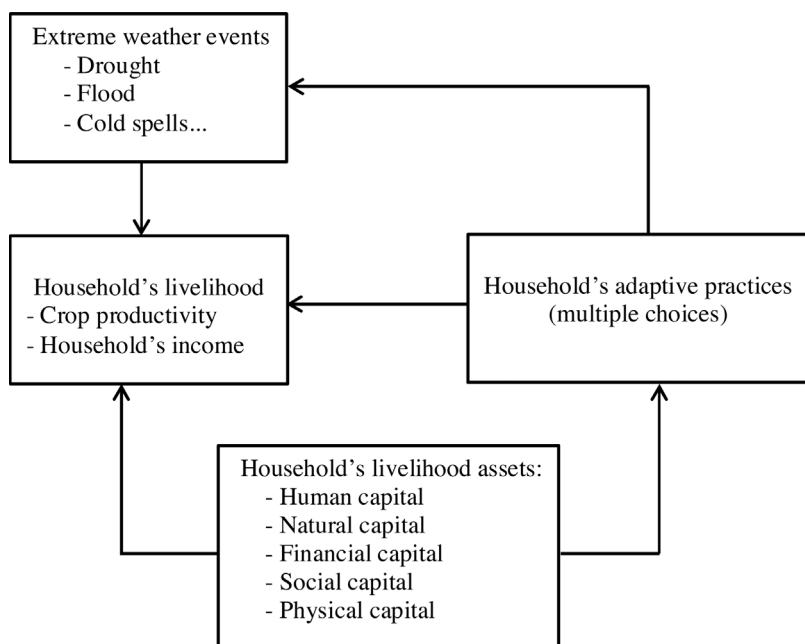 Extreme weather events
- Drought
- Flood
- Cold spells...
Household’s livelihood
- Crop productivity
- Household’s income
Household’s adaptive practices
(multiple choices)
Household’s livelihood assets:
- Human capital
- Natural capital
- Financial capital
- Social capital
- Physical capital